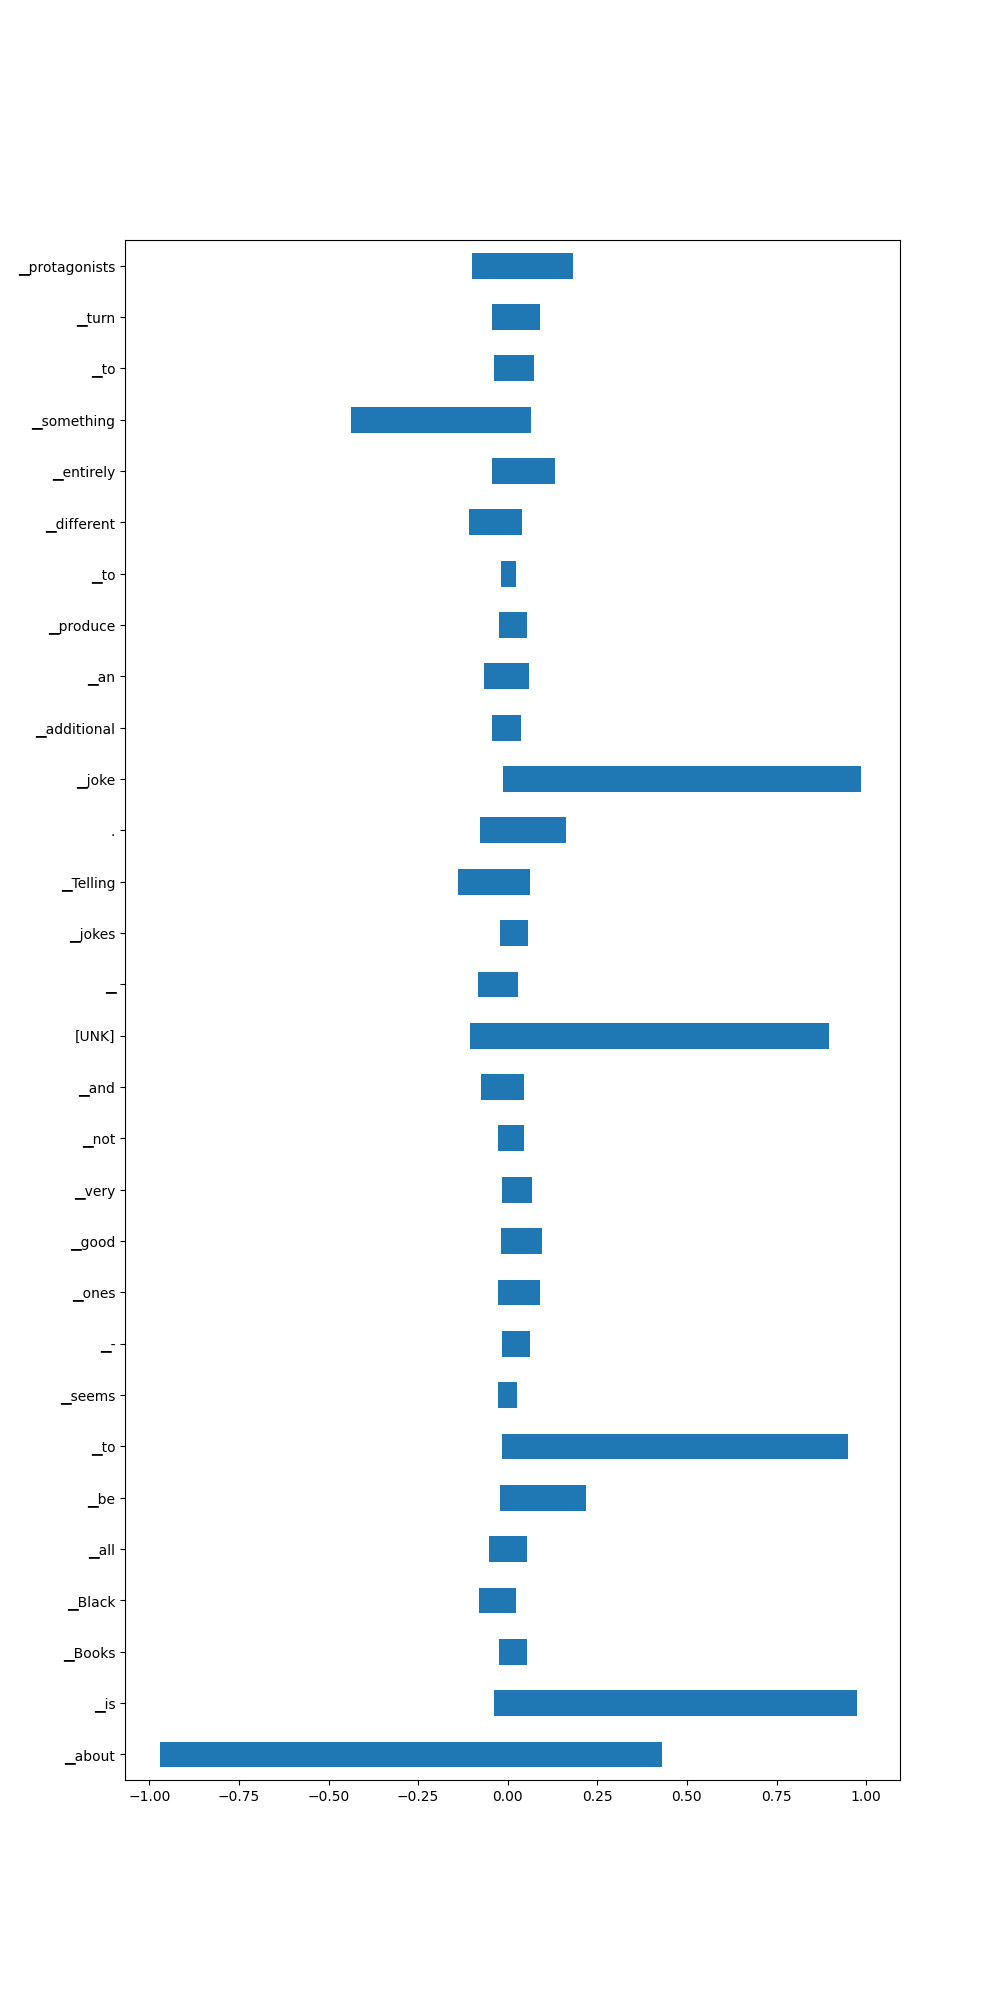 ▁protagonists
▁turn
▁to
▁something
▁entirely
▁different
▁to
▁produce
▁an
▁additional
▁joke
.
▁Telling
▁jokes
▁
[UNK]
▁and
▁not
▁very
▁good
▁ones
▁-
▁seems
▁to
▁be
▁all
▁Black
▁Books
▁is
▁about
−1.00 −0.75 −0.50 −0.25 0.00 0.25 0.50 0.75 1.00